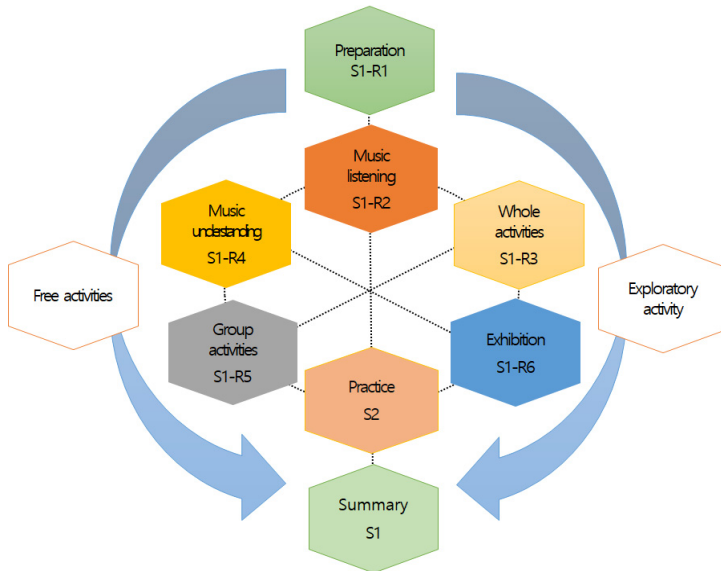 Preparation
S1-R1
Music
listening
S1-R2
Music
understanding
S1-R4
Whole
activities
S1-R3
Free activities
Exploratory
activity
Group
activities
S1-R5
Exhibition
S1-R6
Practice
S2
Summary
S1